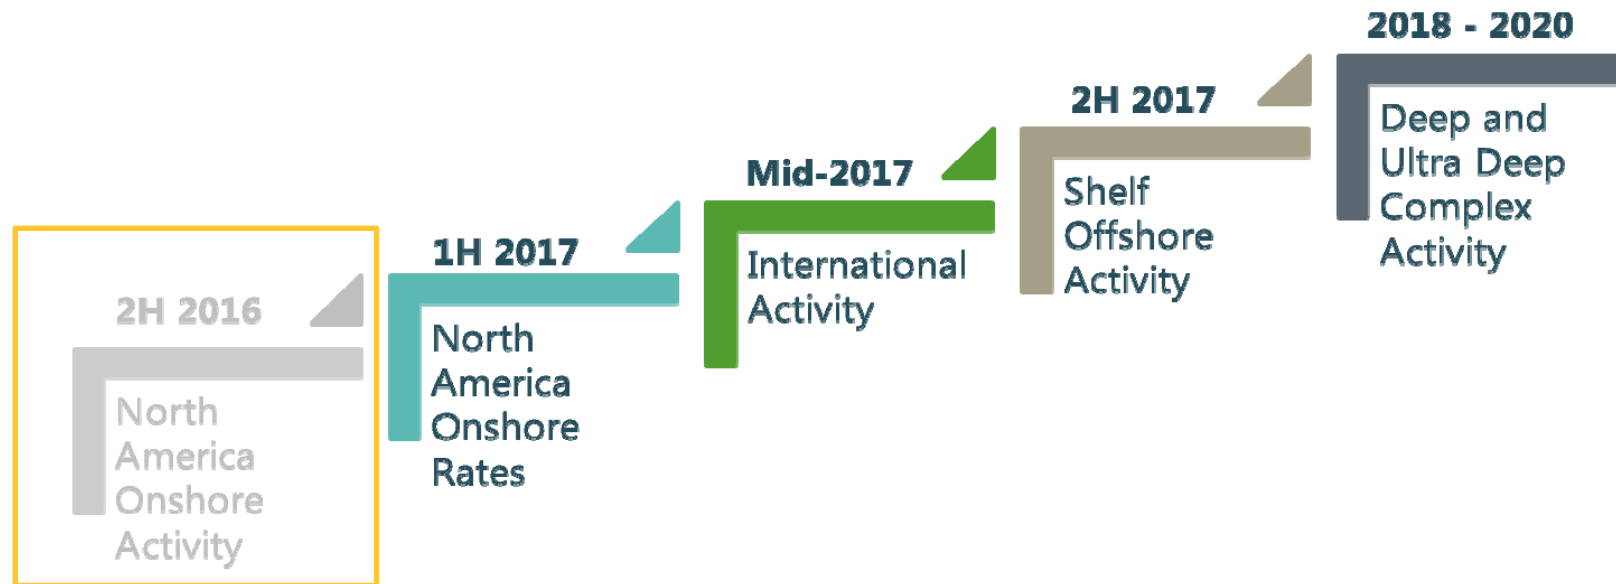 2H 2016
North
America
Onshore
Activity
1H 2017
North
America
Onshore
Rates
Mid-2017
International
Activity
2H 2017
Shelf
Offshore
Activity
2018 - 2020
Deep and
Ultra Deep
Complex
Activity